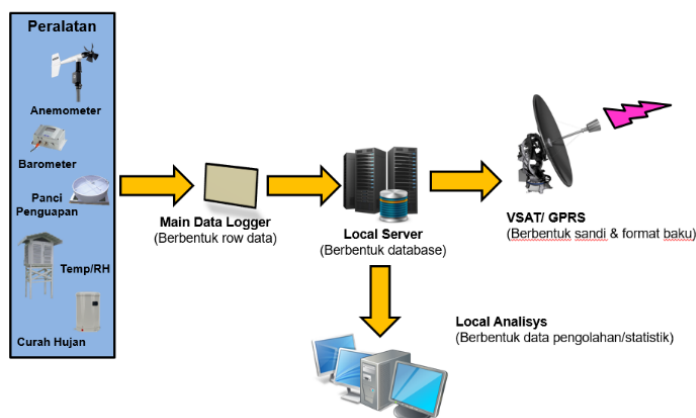 Peralatan
Anemometer
Barometer
Panci
Penguapan
Temp/RH
Curah Hujan
Main Data Logger
(Berbentuk row data)
Local Server
(Berbentuk database)
VSAT/ GPRS
(Berbentuk sandi & format baku)
Local Analisys
(Berbentuk data pengolahan/statistik)